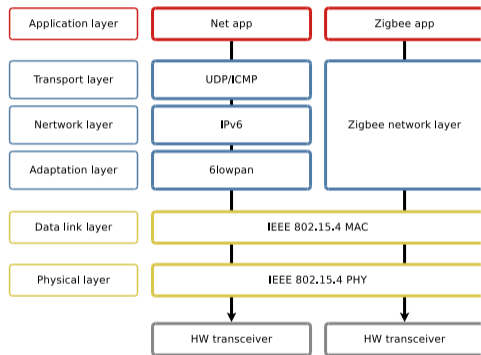 Application layer
Net app
Zigbee app
Transport layer
UDP/ICMP
Nertwork layer
IPv6
Zigbee network layer
Adaptation layer
6lowpan
Data link layer
IEEE 802.15.4 MAC
Physical layer
IEEE 802.15.4 PHY
HW transceiver
HW transceiver